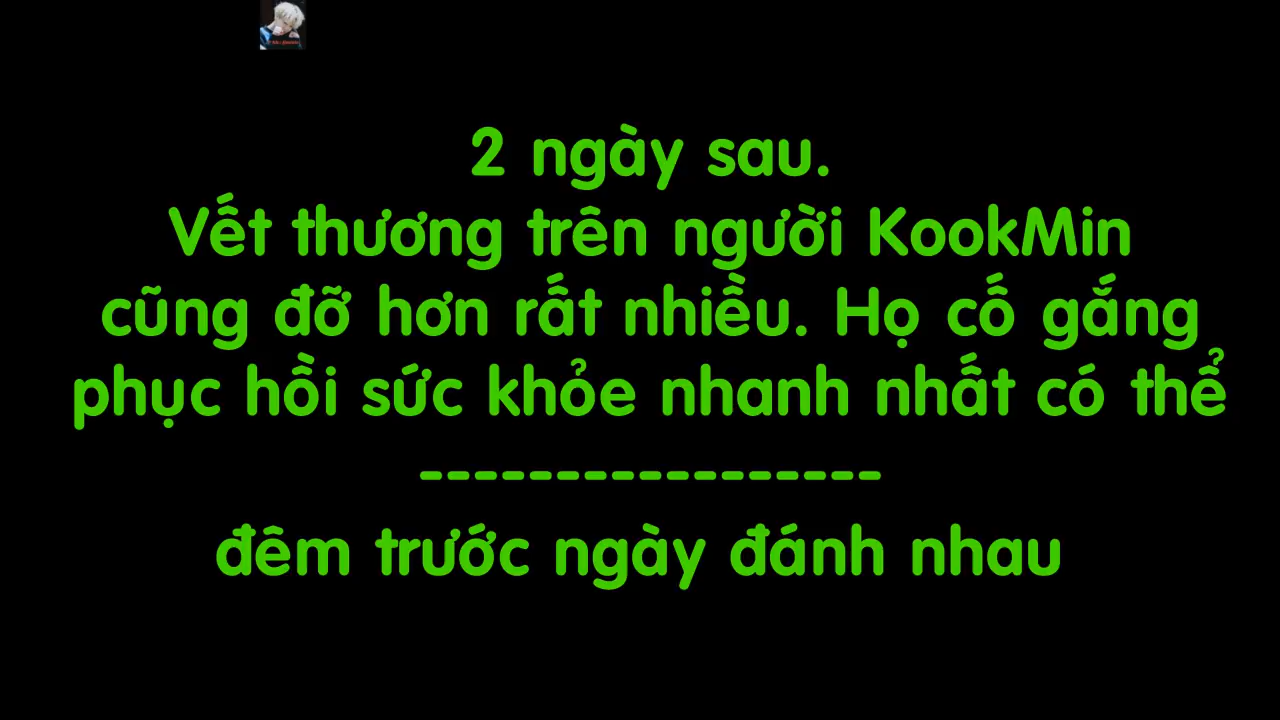 2 ngày sau.
Vết thương trên người KookMin
cũng đỡ hơn rất nhiều. Họ cố gắng
phục hồi sức khỏe nhanh nhất có thể
-----------------
đêm trước ngày đánh nhau